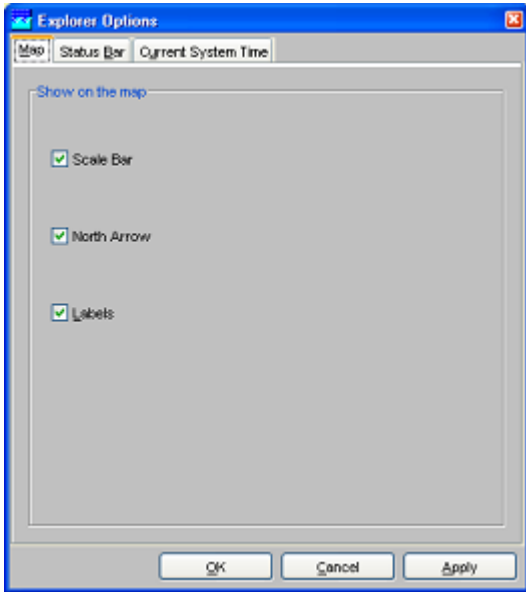 Explorer Options
Map Status Bar Current System Time
Show on the map
Scale Bar
North Arrow
Labels
OK Cancel Apply